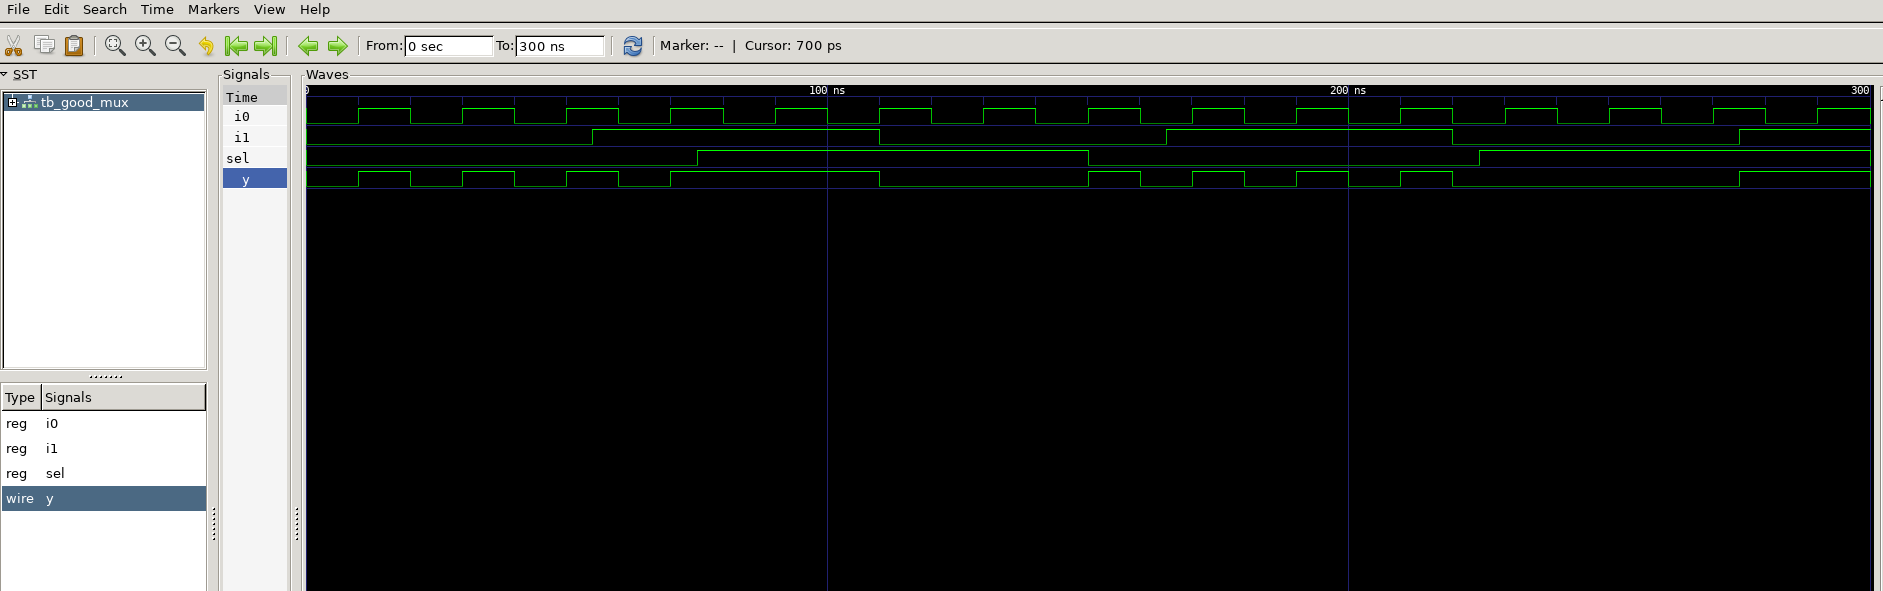 File Edit Search Time Markers View Help
From: 0 sec To: 300 ns Marker: -- | Cursor: 700 ps
SST
tb_good_mux
Type Signals
reg i0
reg i1
reg sel
wire y
Signals
Time
i0
i1
sel
y
Waves
0 100 ns 200 ns 300